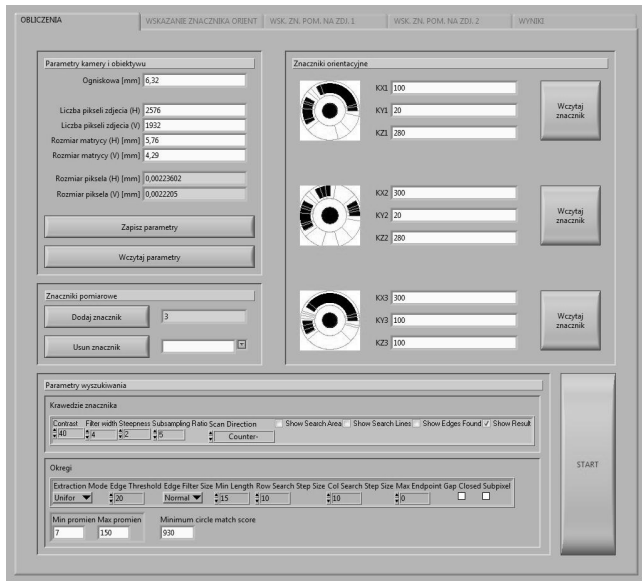 OBLICZENIA WSKAZANIE ZNACZNIKA ORIENT WSK. ZN. POM. NA ZDJ. 1 WSK. ZN. POM. NA ZDJ. 2 WYNIKI
Parametry kamery i obiektywu
Ogniskowa [mm] 6,32
Liczba pikseli zdjecia (H) 2576
Liczba pikseli zdjecia (V) 1932
Rozmiar matrycy (H) [mm] 5,76
Rozmiar matrycy (V) [mm] 4,29
Rozmiar piksela (H) [mm] 0,00223602
Rozmiar piksela (V) [mm] 0,0022205
Zapisz parametry
Wczytaj parametry
Znaczniki orientacyjne
KX1 100
KY1 20
KZ1 280
Wczytaj
znacznik
KX2 300
KY2 20
KZ2 280
Wczytaj
znacznik
KX3 300
KY3 100
KZ3 100
Wczytaj
znacznik
Znaczniki pomiarowe
Dodaj znacznik 3
Usun znacznik
Parametry wyszukiwania
Krawedzie znacznika
Contrast Filter width Steepness Subsampling Ratio Scan Direction Show Search Area Show Search Lines Show Edges Found Show Result
40 4 2 5 Counter-
Okregi
Extraction Mode Edge Threshold Edge Filter Size Min Length Row Search Step Size Col Search Step Size Max Endpoint Gap Closed Subpixel
Unifor 20 Normal 15 10 10 0
Min promien Max promien Minimum circle match score
7 150 930
START